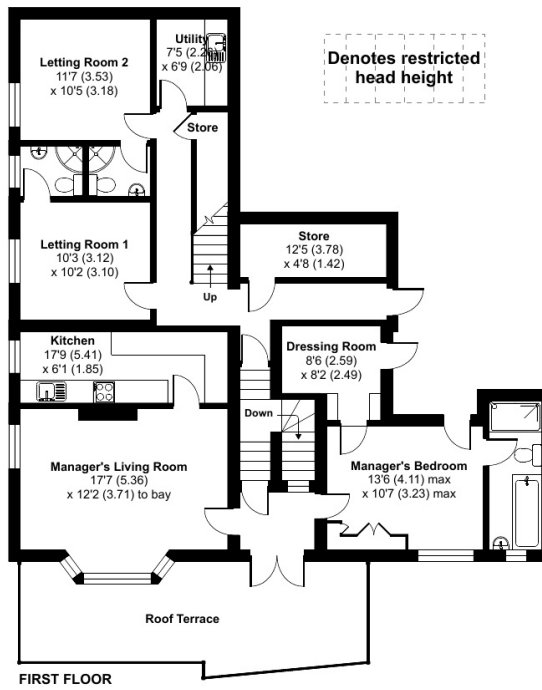 Utility
7'5 (2.26)
x 6'9 (2.06)
Letting Room 2
11'7 (3.53)
x 10'5 (3.18)
Denotes restricted
head height
Store
Letting Room 1
10'3 (3.12)
x 10'2 (3.10)
Store
12'5 (3.78)
x 4'8 (1.42)
Up
Kitchen
17'9 (5.41)
x 6'1 (1.85)
Dressing Room
8'6 (2.59)
x 8'2 (2.49)
Down
Manager's Living Room
17'7 (5.36)
x 12'2 (3.71) to bay
Manager's Bedroom
13'6 (4.11) max
x 10'7 (3.23) max
Roof Terrace
FIRST FLOOR